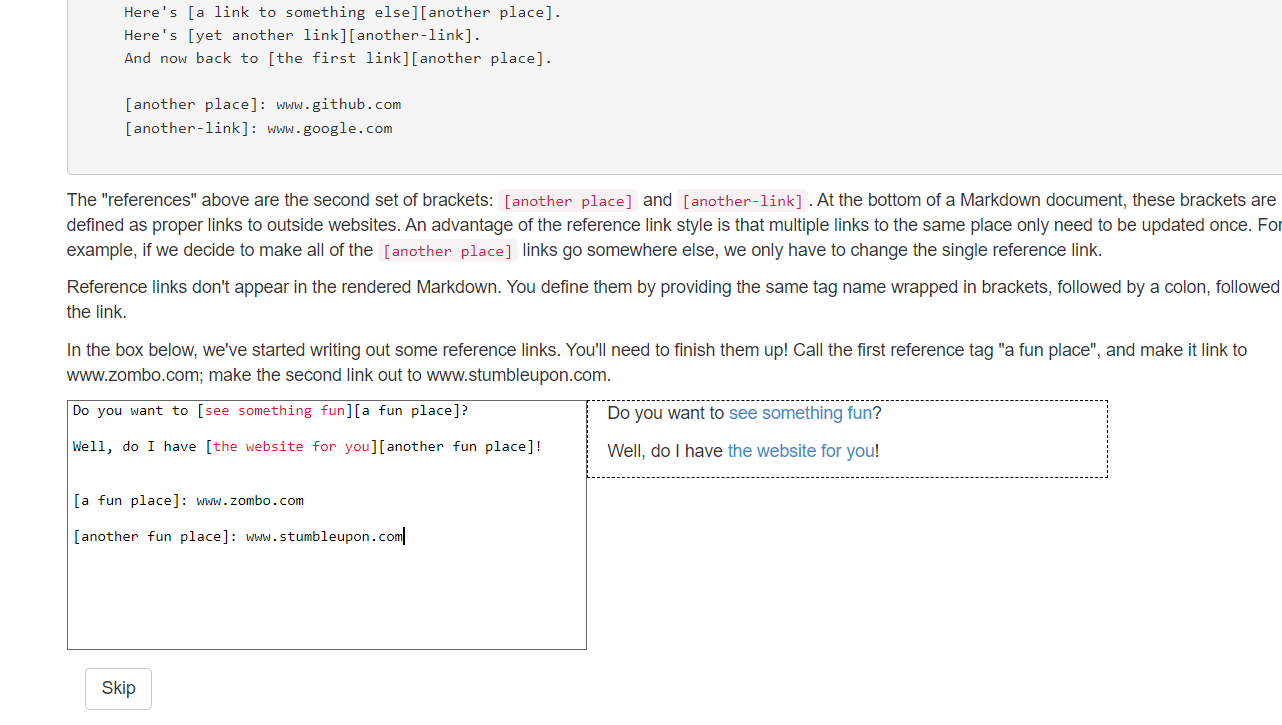 Here's [a link to something else][another place].
Here's [yet another link][another-link].
And now back to [the first link][another place].
[another place]: www.github.com
[another-link]: www.google.com
The "references" above are the second set of brackets: [another place] and [another-link]. At the bottom of a Markdown document, these brackets are
defined as proper links to outside websites. An advantage of the reference link style is that multiple links to the same place only need to be updated once. For
example, if we decide to make all of the [another place] links go somewhere else, we only have to change the single reference link.
Reference links don't appear in the rendered Markdown. You define them by providing the same tag name wrapped in brackets, followed by a colon, followed
the link.
In the box below, we've started writing out some reference links. You'll need to finish them up! Call the first reference tag "a fun place", and make it link to
www.zombo.com; make the second link out to www.stumbleupon.com.
Do you want to [see something fun][a fun place]?
Well, do I have [the website for you][another fun place]!
[a fun place]: www.zombo.com
[another fun place]: www.stumbleupon.com
Do you want to see something fun?
Well, do I have the website for you!
Skip